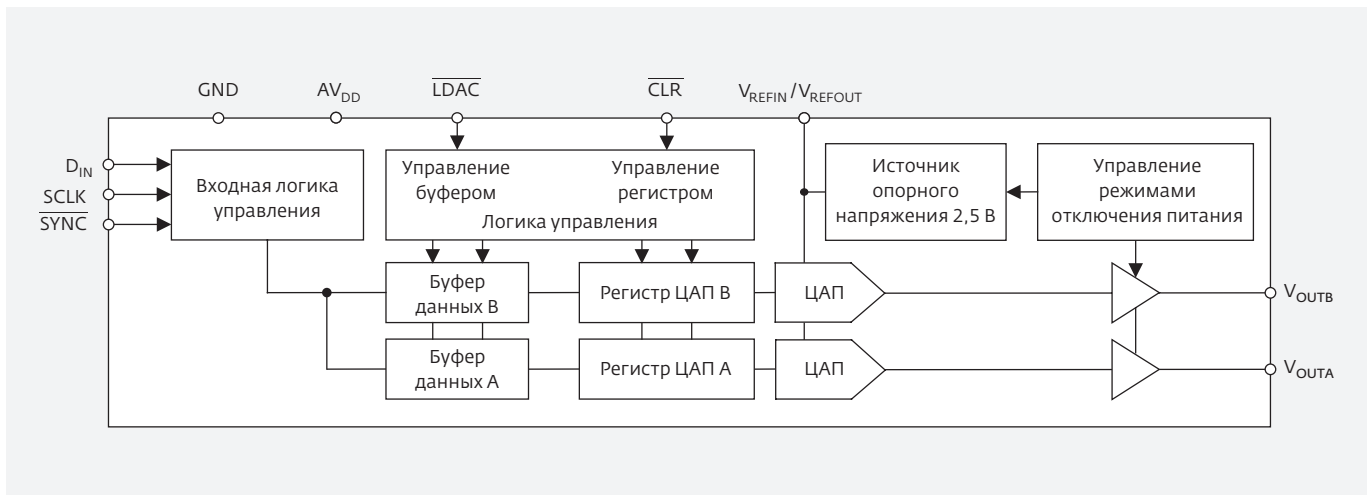 GND
AV_DD
LDAC
CLR
V_REFIN / V_REFOUT
D_IN
SCLK
SYNC
Входная логика
управления
Управление
буфером
Управление
регистром
Логика управления
Источник
опорного
напряжения 2,5 В
Управление
режимами
отключения питания
Буфер
данных B
Регистр ЦАП B
ЦАП
V_OUTB
Буфер
данных A
Регистр ЦАП A
ЦАП
V_OUTA